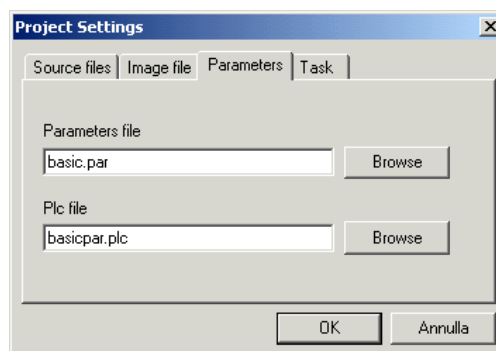 Project Settings
Source files Image file Parameters Task
Parameters file
basic.par Browse
Plc file
basicpar.plc Browse
OK Annulla